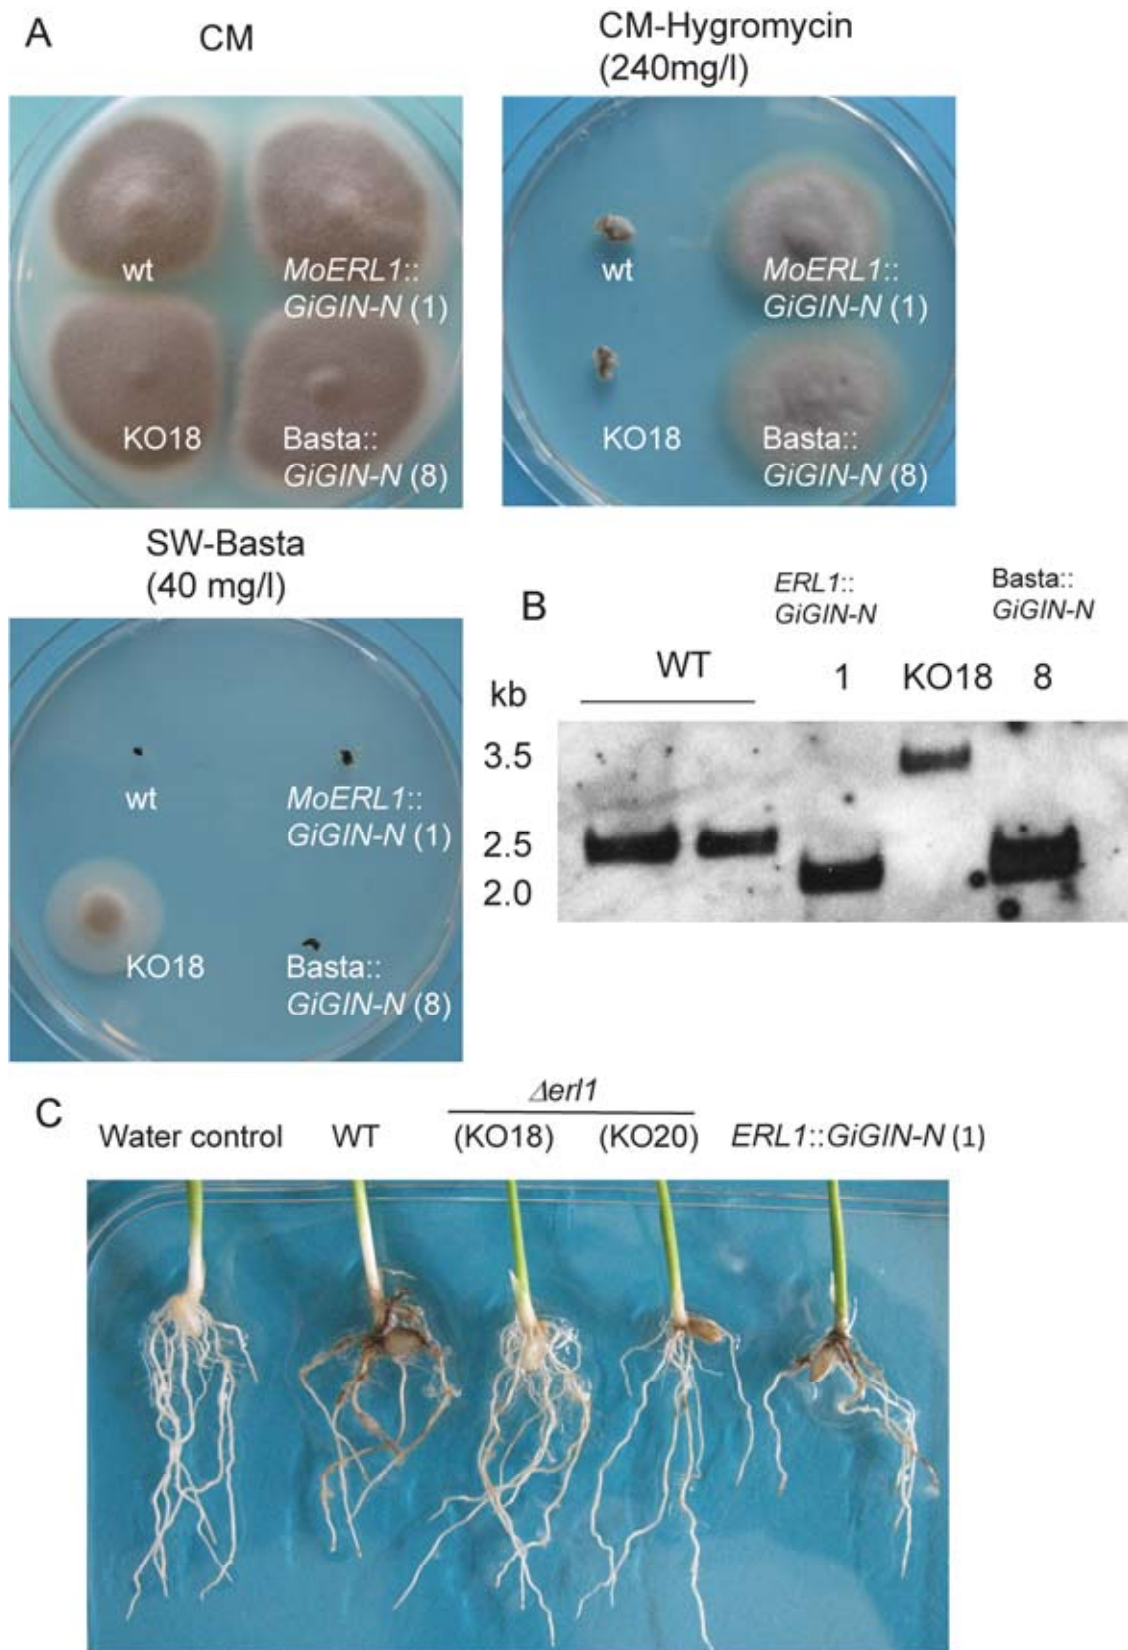 A
CM
CM-Hygromycin
(240mg/l)
wt
MoERL1::
GiGIN-N (1)
KO18
Basta::
GiGIN-N (8)
wt
MoERL1::
GiGIN-N (1)
KO18
Basta::
GiGIN-N (8)
SW-Basta
(40 mg/l)
wt
MoERL1::
GiGIN-N (1)
KO18
Basta::
GiGIN-N (8)
B
ERL1::
GiGIN-N
Basta::
GiGIN-N
WT
1
KO18
8
kb
3.5
2.5
2.0
C
Δerl1
Water control
WT
(KO18)
(KO20)
ERL1::GiGIN-N (1)